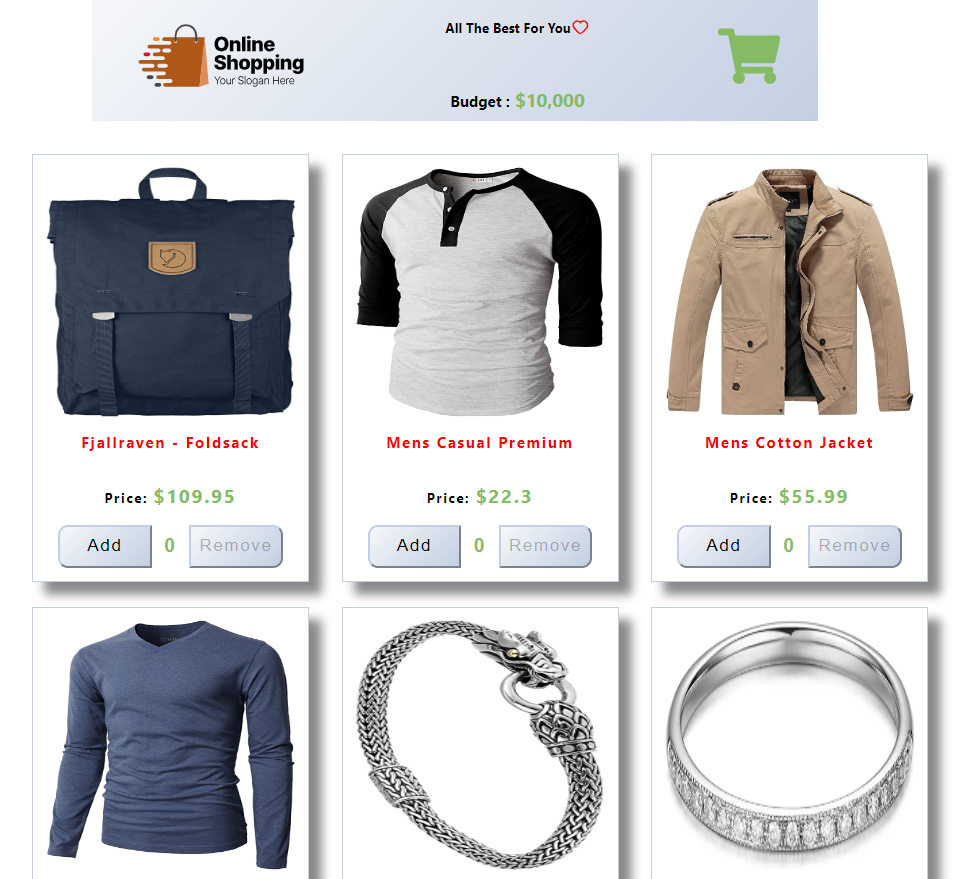 All The Best For You
Online
Shopping
Your Slogan Here
Budget : $10,000
Fjallraven - Foldsack
Mens Casual Premium
Mens Cotton Jacket
Price: $109.95
Price: $22.3
Price: $55.99
Add 0 Remove
Add 0 Remove
Add 0 Remove